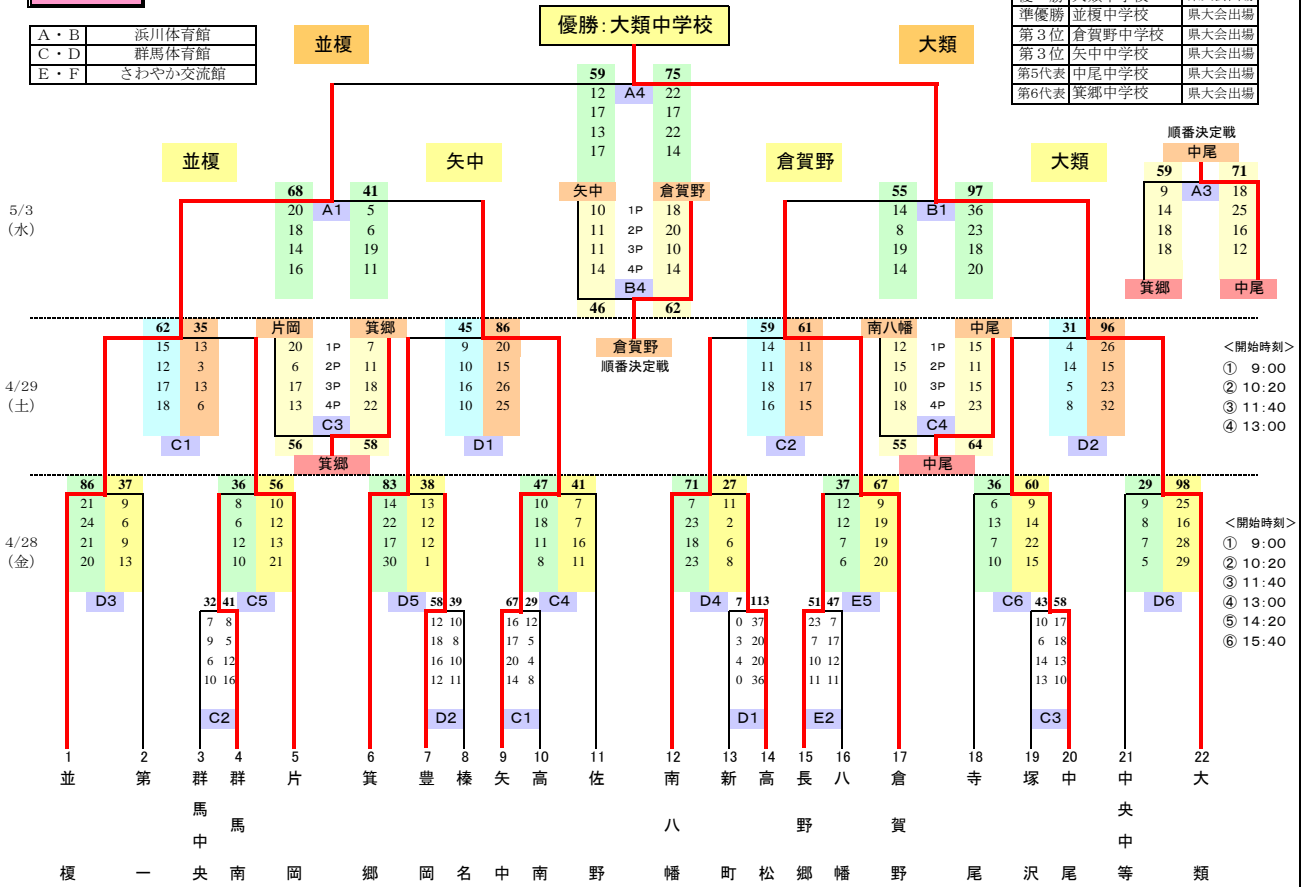 優勝:大類中学校
準優勝 並榎中学校 県大会出場
第3位 倉賀野中学校 県大会出場
第3位 矢中中学校 県大会出場
第5代表 中尾中学校 県大会出場
第6代表 箕郷中学校 県大会出場
A・B 浜川体育館
C・D 群馬体育館
E・F さわやか交流館
並榎 大類
59 75
12 A4 22
17 17
13 22
17 14
並榎 矢中 倉賀野 大類
順番決定戦
中尾
59 71
9 A3 18
14 25
18 16
18 12
箕郷 中尾
5/3
(水)
68 41
20 A1 5
18 6
14 19
16 11
矢中 倉賀野
10 1P 18
11 2P 20
11 3P 10
14 4P 14
B4
46 62
倉賀野
順番決定戦
55 97
14 B1 36
8 23
19 18
14 20
4/29
(土)
62 35
15 13
12 3
17 13
18 6
C1
片岡 箕郷
20 1P 7
6 2P 11
17 3P 18
13 4P 22
C3
56 58
箕郷
45 86
9 20
10 15
16 26
10 25
D1
59 61
14 11
11 18
18 17
16 15
C2
南八幡 中尾
12 1P 15
15 2P 11
10 3P 15
18 4P 23
C4
55 64
中尾
31 96
4 26
14 15
5 23
8 32
D2
<開始時刻>
① 9:00
② 10:20
③ 11:40
④ 13:00
4/28
(金)
86 37
21 9
24 6
21 9
20 13
D3
36 56
8 10
6 12
12 13
10 21
C5
83 38
14 13
22 12
17 12
30 1
D5
47 41
10 7
18 7
11 16
8 11
C4
71 27
7 11
23 2
18 6
23 8
D4
37 67
12 9
12 19
7 19
6 20
E5
36 60
6 9
13 14
7 22
10 15
C6
29 98
9 25
8 16
7 28
5 29
D6
<開始時刻>
① 9:00
② 10:20
③ 11:40
④ 13:00
⑤ 14:20
⑥ 15:40
32 41
7 8
9 5
6 12
10 16
C2
58 39
12 10
18 8
16 10
12 11
D2
67 29
16 12
17 5
20 4
14 8
C1
7 113
0 37
3 20
4 20
0 36
D1
51 47
23 7
7 17
10 12
11 11
E2
43 58
10 17
6 18
14 13
13 10
C3
1 並榎
2 第一
3 群馬中央
4 群馬南
5 片岡
6 箕郷
7 豊岡
8 榛名
9 矢中
10 高南
11 佐野
12 南八幡
13 新町
14 高松
15 長野郷
16 八幡
17 倉賀野
18 寺尾
19 塚沢
20 中尾
21 中央中等
22 大類